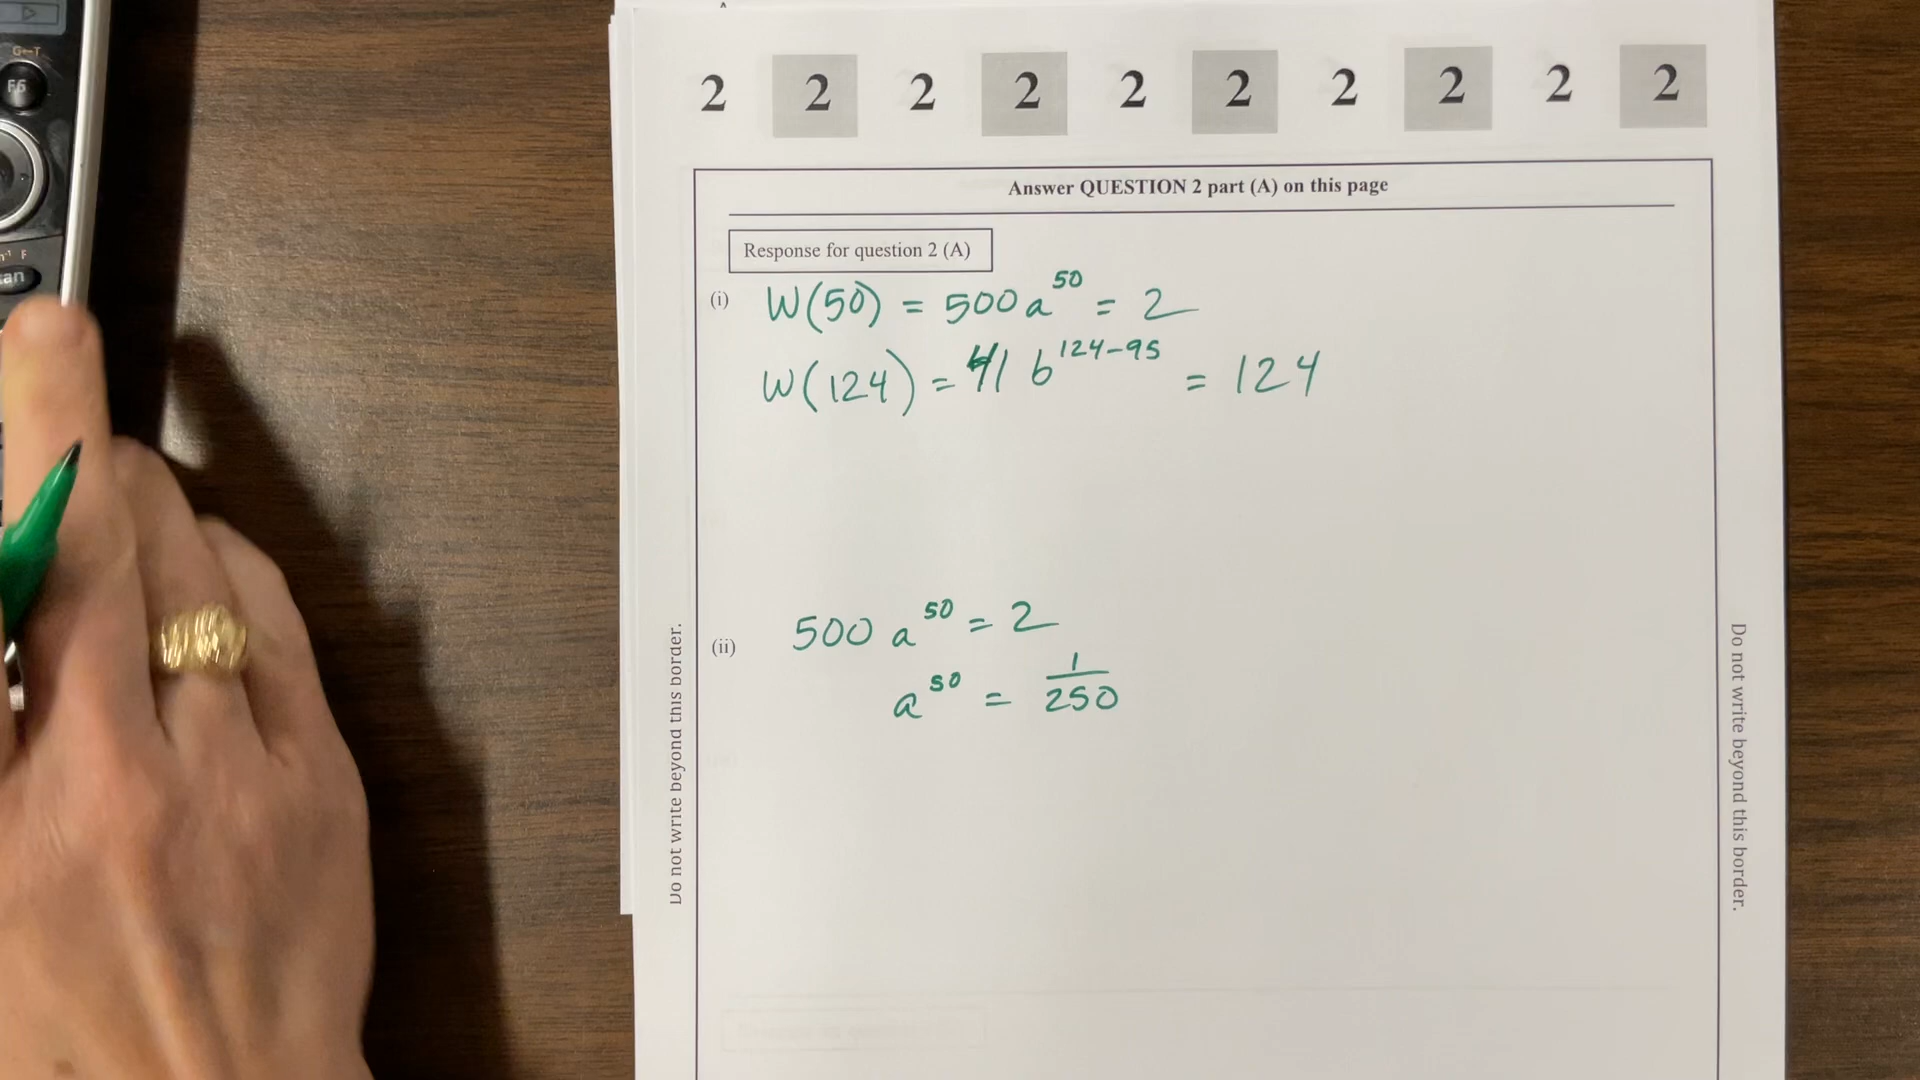 G↔T
F6
F
tan
2 2 2 2 2 2 2 2 2 2
Answer QUESTION 2 part (A) on this page
Response for question 2 (A)
(i) W(50) = 500a^50 = 2
W(124) = 41 b^124-95 = 124
(ii) 500 a^50 = 2
a^50 = 1/250
Do not write beyond this border.
Do not write beyond this border.